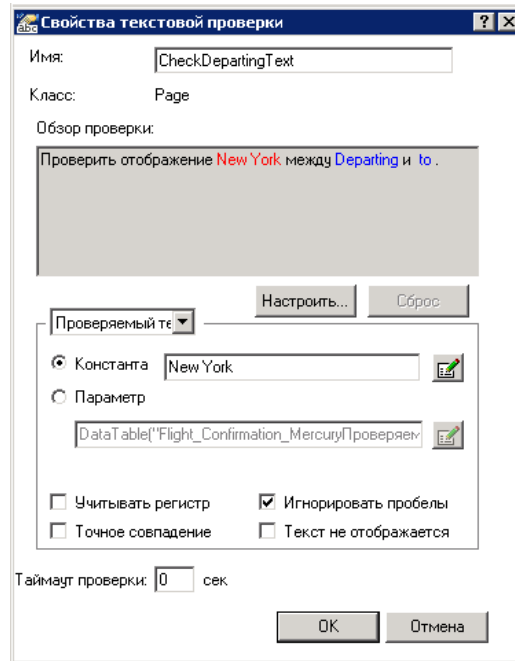 Свойства текстовой проверки
Имя: CheckDepartingText
Класс: Page
Обзор проверки:
Проверить отображение New York между Departing и to .
Настроить... Сброс
Проверяемый те
Константа New York
Параметр
DataTable("Flight_Confirmation_MercuryПроверяем
Учитывать регистр Игнорировать пробелы
Точное совпадение Текст не отображается
Таймаут проверки: 0 сек
OK Отмена